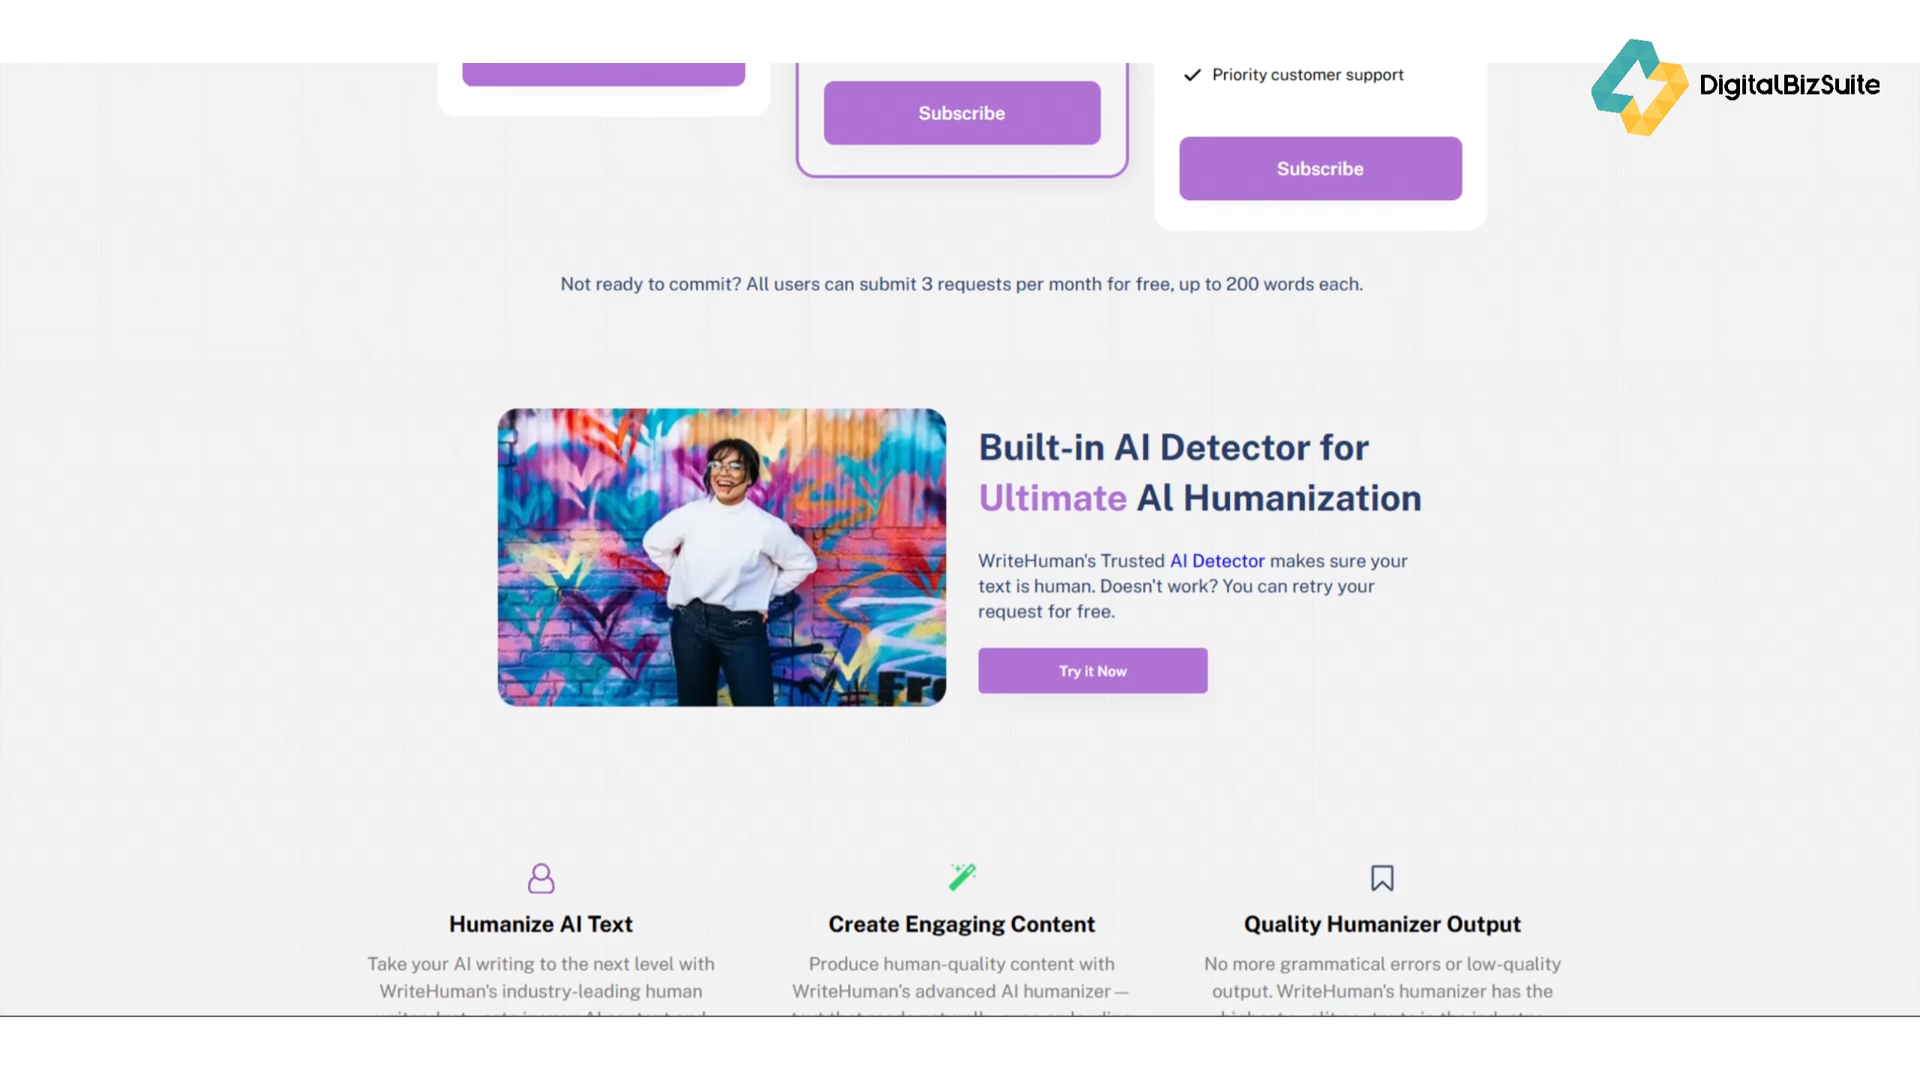 Priority customer support
DigitalBizSuite
Subscribe
Subscribe
Not ready to commit? All users can submit 3 requests per month for free, up to 200 words each.
Built-in AI Detector for
Ultimate Al Humanization
WriteHuman's Trusted AI Detector makes sure your
text is human. Doesn't work? You can retry your
request for free.
Try it Now
Humanize AI Text
Take your AI writing to the next level with
WriteHuman's industry-leading human
Create Engaging Content
Produce human-quality content with
WriteHuman's advanced AI humanizer —
Quality Humanizer Output
No more grammatical errors or low-quality
output. WriteHuman's humanizer has the